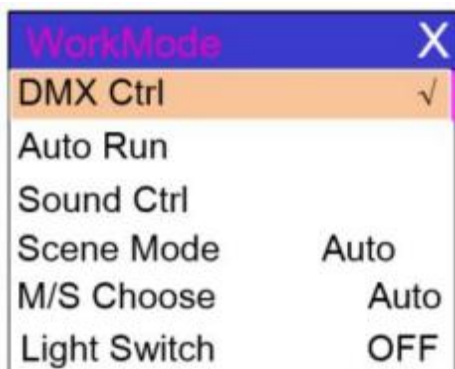 WorkMode X
DMX Ctrl √
Auto Run
Sound Ctrl
Scene Mode Auto
M/S Choose Auto
Light Switch OFF